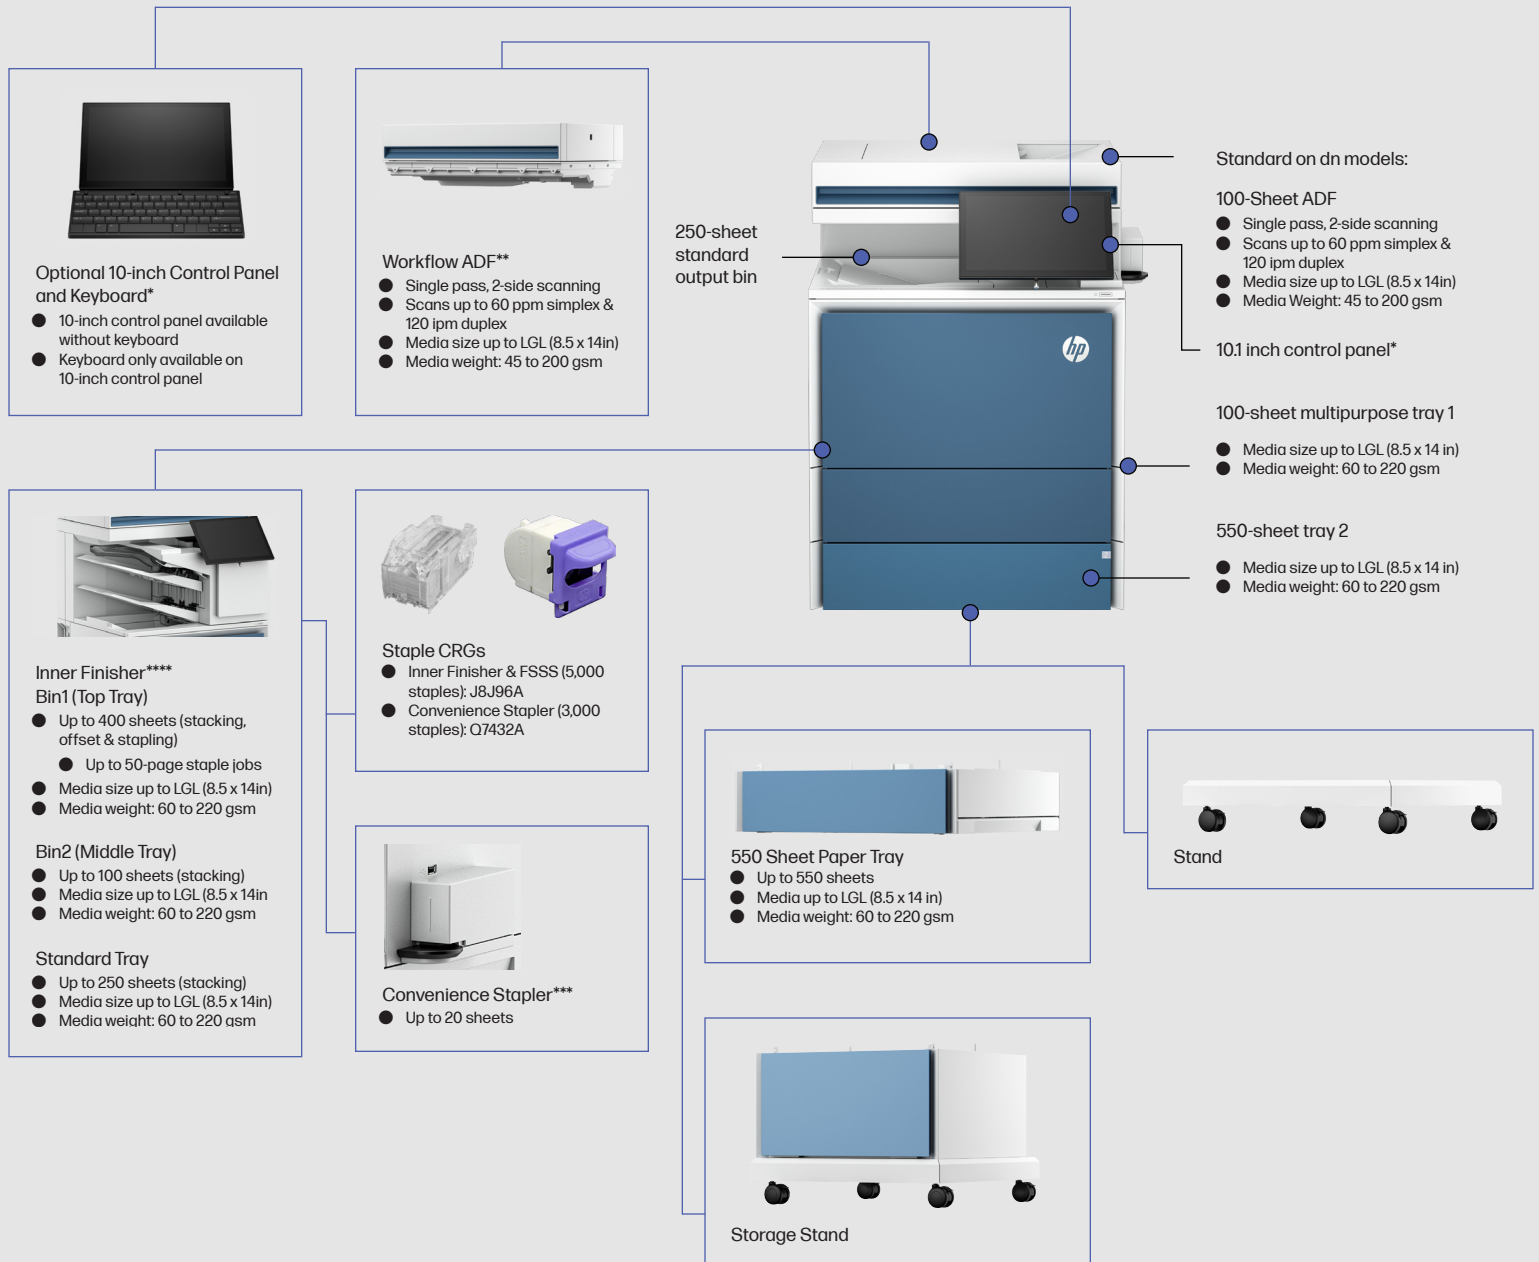 Optional 10-inch Control Panel
and Keyboard*
● 10-inch control panel available
without keyboard
● Keyboard only available on
10-inch control panel
Workflow ADF**
● Single pass, 2-side scanning
● Scans up to 60 ppm simplex &
120 ipm duplex
● Media size up to LGL (8.5 x 14in)
● Media weight: 45 to 200 gsm
250-sheet
standard
output bin
hp
Standard on dn models:
100-Sheet ADF
● Single pass, 2-side scanning
● Scans up to 60 ppm simplex &
120 ipm duplex
● Media size up to LGL (8.5 x 14in)
● Media Weight: 45 to 200 gsm
10.1 inch control panel*
100-sheet multipurpose tray 1
● Media size up to LGL (8.5 x 14 in)
● Media weight: 60 to 220 gsm
550-sheet tray 2
● Media size up to LGL (8.5 x 14 in)
● Media weight: 60 to 220 gsm
Inner Finisher****
Bin1 (Top Tray)
● Up to 400 sheets (stacking,
offset & stapling)
● Up to 50-page staple jobs
● Media size up to LGL (8.5 x 14in)
● Media weight: 60 to 220 gsm
Bin2 (Middle Tray)
● Up to 100 sheets (stacking)
● Media size up to LGL (8.5 x 14in
● Media weight: 60 to 220 gsm
Standard Tray
● Up to 250 sheets (stacking)
● Media size up to LGL (8.5 x 14in)
● Media weight: 60 to 220 gsm
Staple CRGs
● Inner Finisher & FSSS (5,000
staples): J8J96A
● Convenience Stapler (3,000
staples): Q7432A
Convenience Stapler***
● Up to 20 sheets
550 Sheet Paper Tray
● Up to 550 sheets
● Media up to LGL (8.5 x 14 in)
● Media weight: 60 to 220 gsm
Stand
Storage Stand